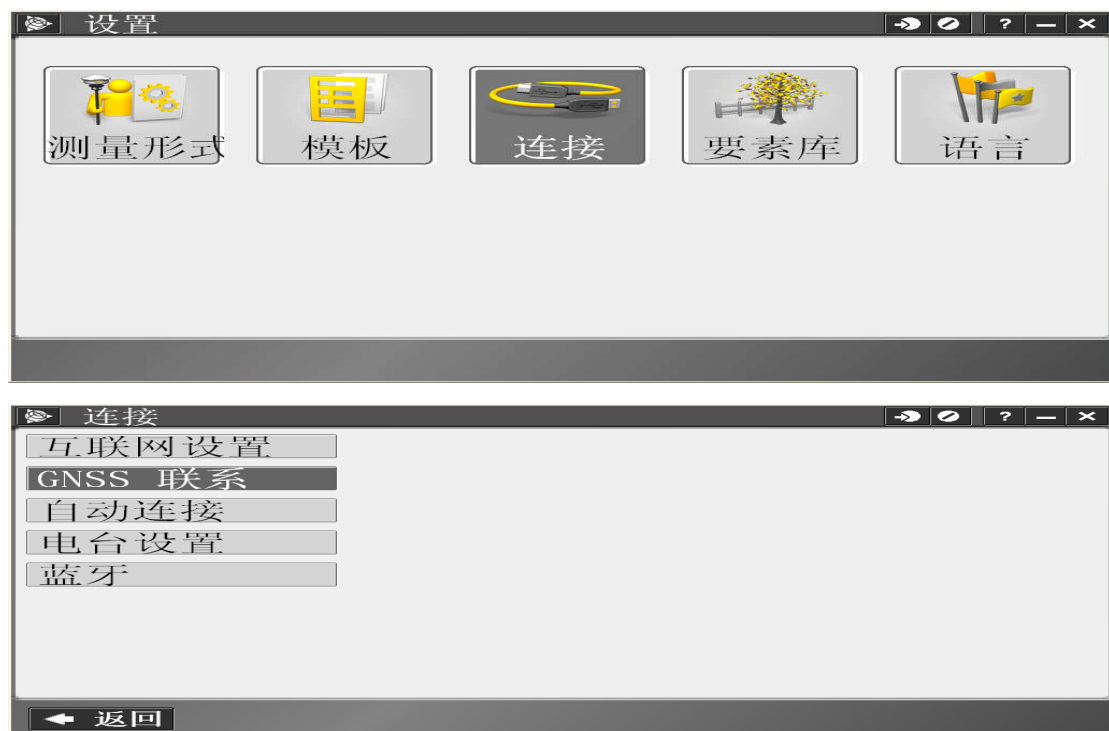 设置
?
测量形式 模板 连接 要素库 语言
连接
?
互联网设置
GNSS 联系
自动连接
电台设置
蓝牙
返回